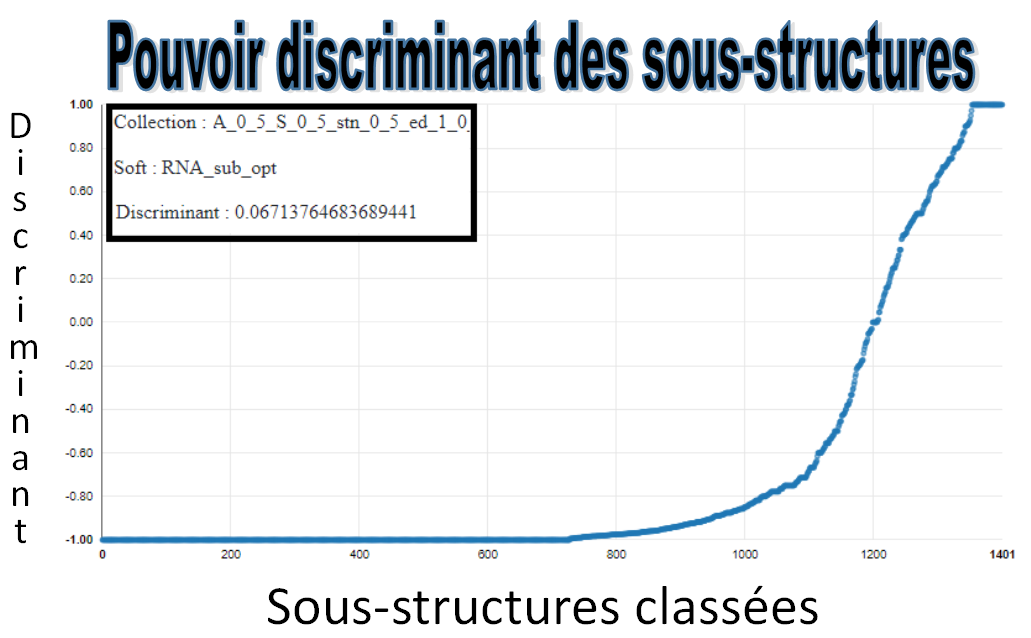 Pouvoir discriminant des sous-structures
Discriminant
1.00
0.80
0.60
0.40
0.20
0.00
-0.20
-0.40
-0.60
-0.80
-1.00
Collection : A_0_5_S_0_5_stn_0_5_ed_1_0_
Soft : RNA_sub_opt
Discriminant : 0.06713764683689441
0 200 400 600 800 1000 1200 1401
Sous-structures classées